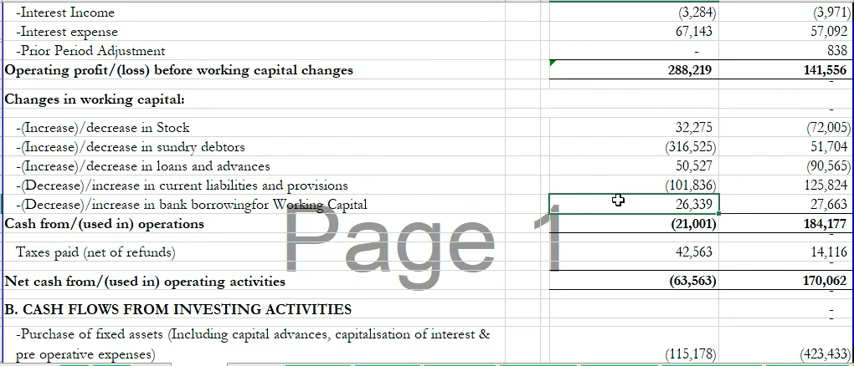 -Interest Income (3,284) (3,971)
-Interest expense 67,143 57,092
-Prior Period Adjustment - 838
Operating profit/(loss) before working capital changes 288,219 141,556
-
Changes in working capital:
-
-(Increase)/decrease in Stock 32,275 (72,005)
-(Increase)/decrease in sundry debtors (316,525) 51,704
-(Increase)/decrease in loans and advances 50,527 (90,565)
-(Decrease)/increase in current liabilities and provisions (101,836) 125,824
-(Decrease)/increase in bank borrowingfor Working Capital 26,339 27,663
Cash from/(used in) operations (21,001) 184,177
-
Taxes paid (net of refunds) 42,563 14,116
-
Net cash from/(used in) operating activities (63,563) 170,062
-
B. CASH FLOWS FROM INVESTING ACTIVITIES -
-
-Purchase of fixed assets (Including capital advances, capitalisation of interest &
pre operative expenses) (115,178) (423,433)
Page 1